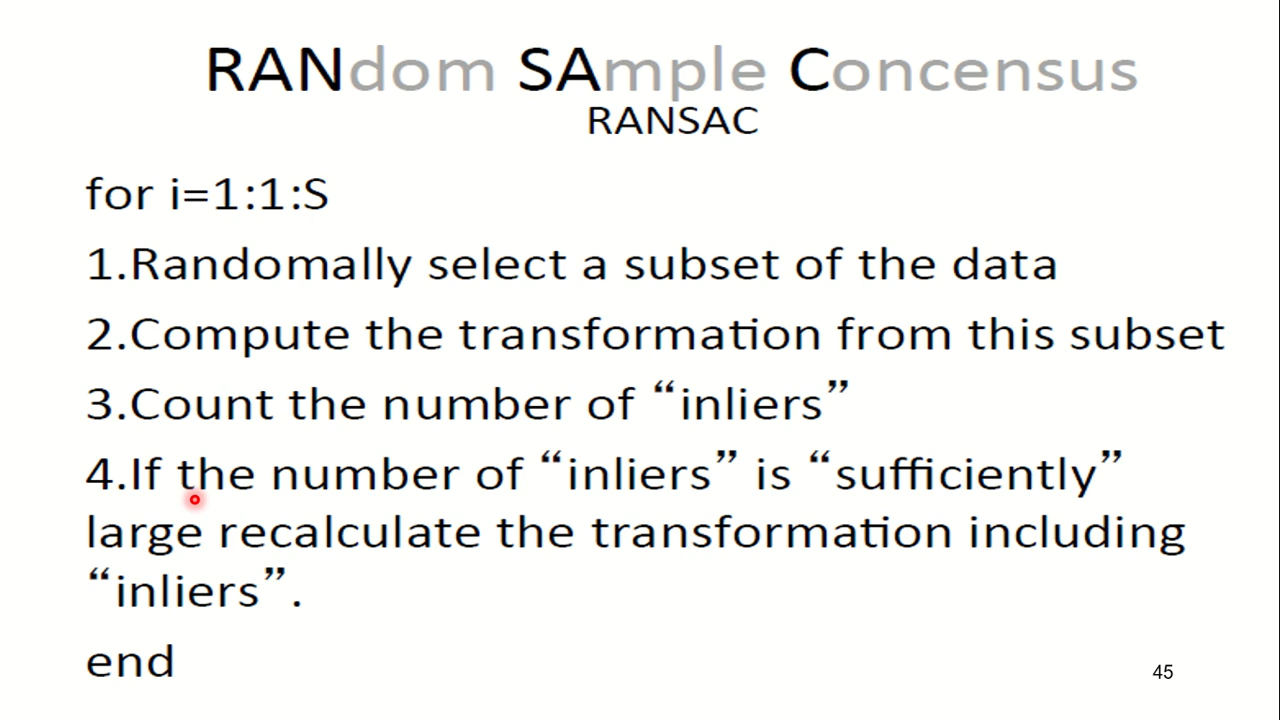 RANdom SAmple Concensus
RANSAC
for i=1:1:S
1.Randomally select a subset of the data
2.Compute the transformation from this subset
3.Count the number of “inliers”
4.If the number of “inliers” is “sufficiently”
large recalculate the transformation including
“inliers”.
end
45